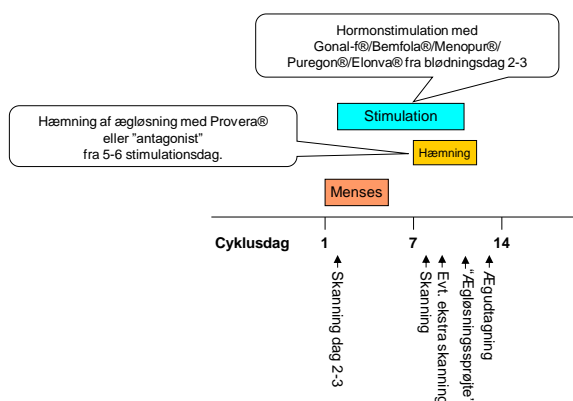 Hormonstimulation med
Gonal-f®/Bemfola®/Menopur®/
Puregon®/Elonva® fra blødningsdag 2-3
Stimulation
Hæmning af ægløsning med Provera®
eller ”antagonist”
fra 5-6 stimulationsdag.
Hæmning
Menses
Cyklusdag 1 7 14
Skanning dag 2-3
Skanning
Evt. ekstra skanning
“Ægløsningssprøjte”
Ægudtagning